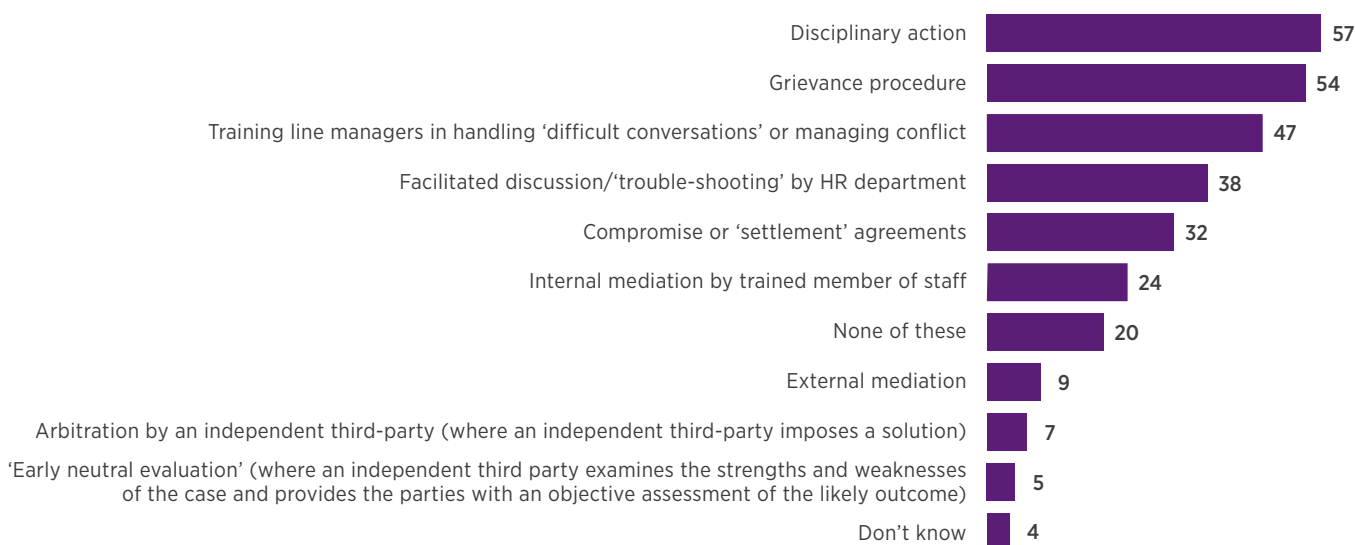 Disciplinary action 57
Grievance procedure 54
Training line managers in handling ‘difficult conversations’ or managing conflict 47
Facilitated discussion/‘trouble-shooting’ by HR department 38
Compromise or ‘settlement’ agreements 32
Internal mediation by trained member of staff 24
None of these 20
External mediation 9
Arbitration by an independent third-party (where an independent third-party imposes a solution) 7
‘Early neutral evaluation’ (where an independent third party examines the strengths and weaknesses
of the case and provides the parties with an objective assessment of the likely outcome) 5
Don’t know 4